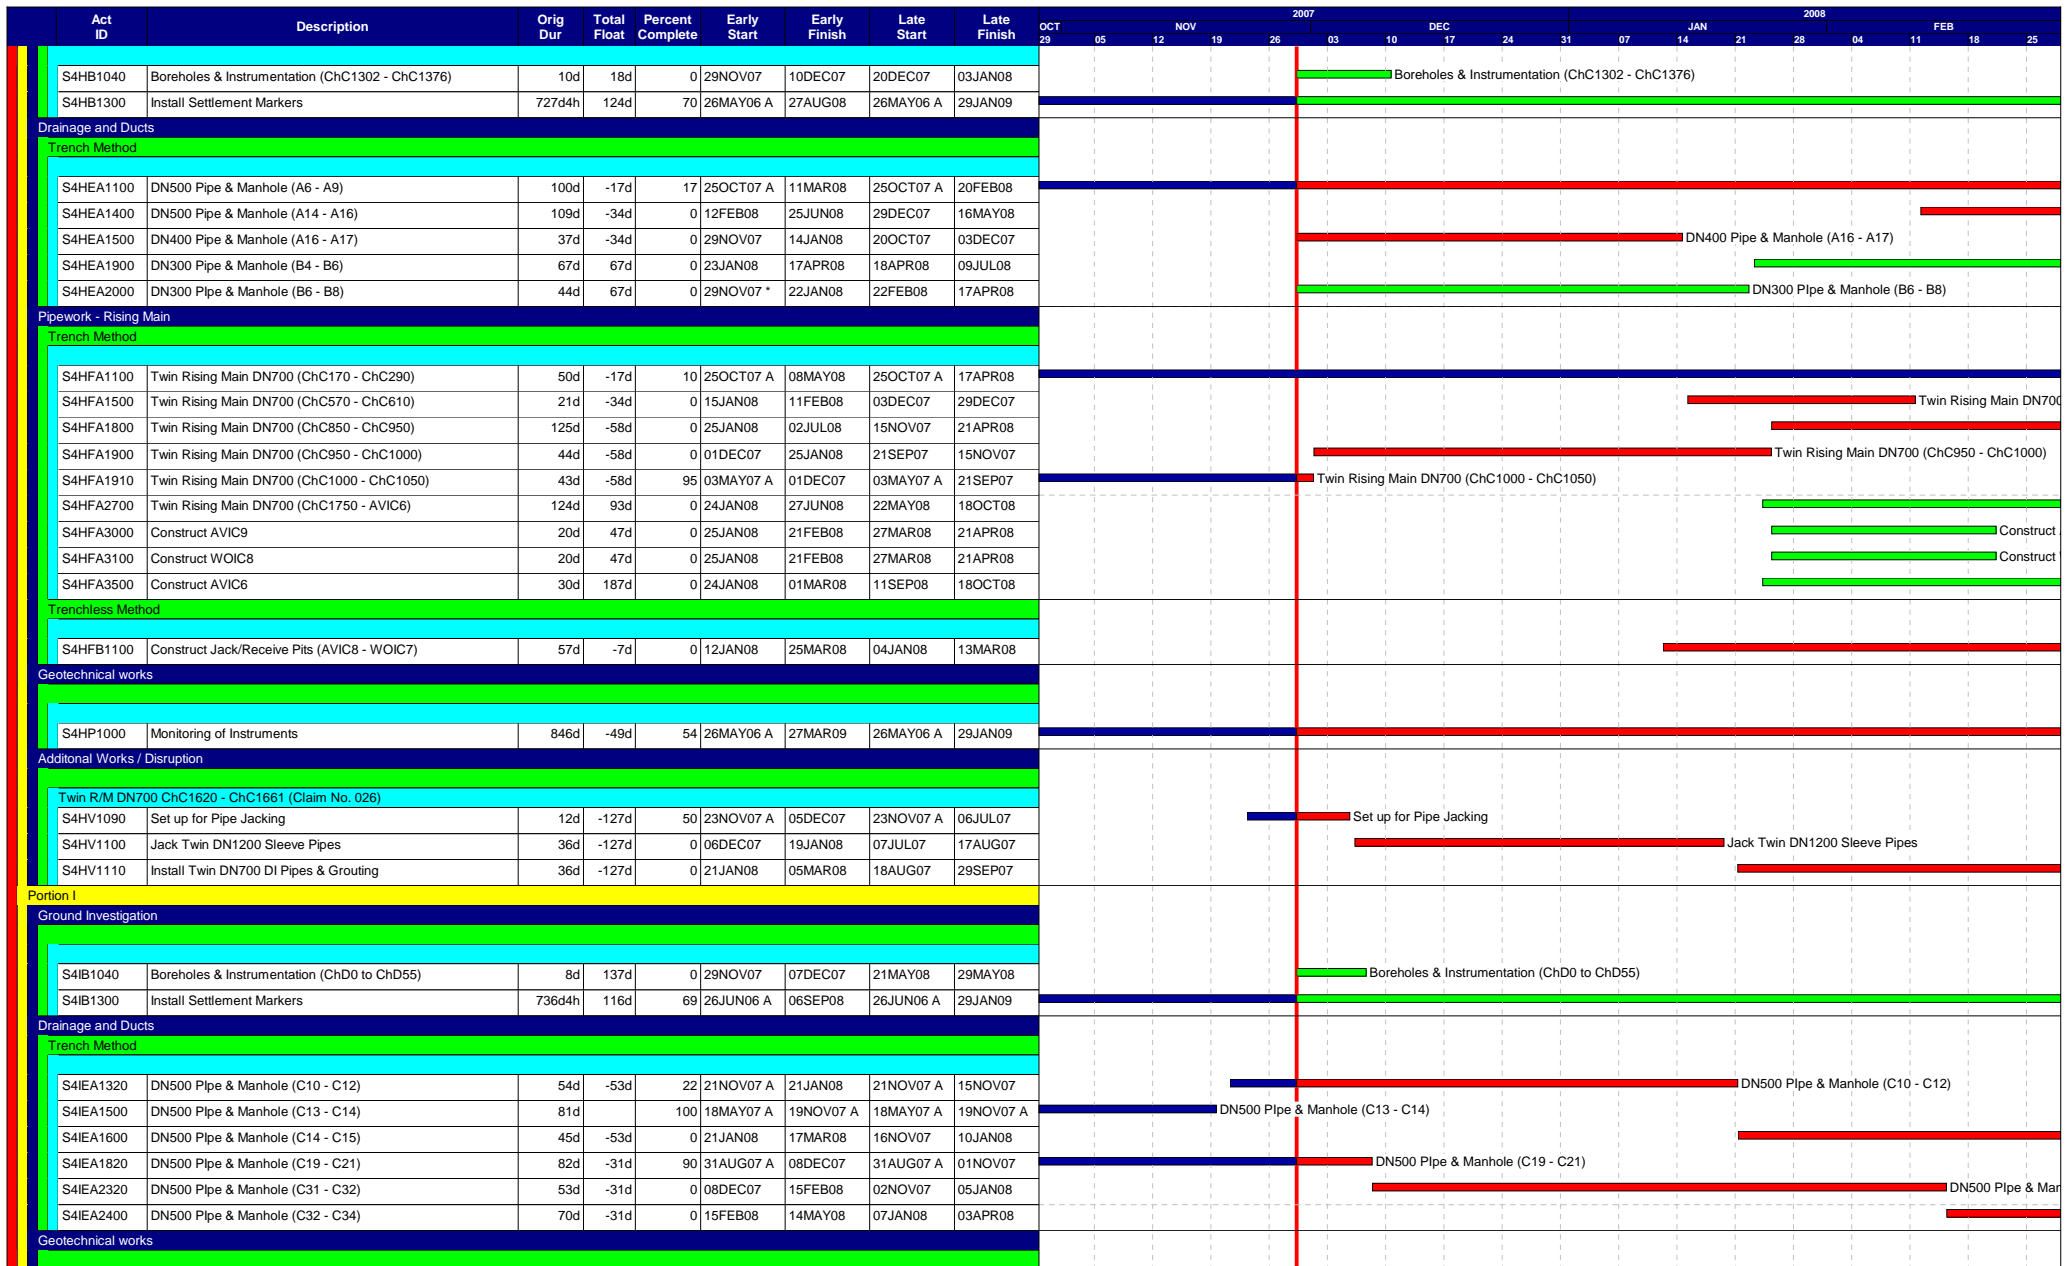 Act ID Description Orig Dur Total Float Percent Complete Early Start Early Finish Late Start Late Finish
2007 2008
OCT NOV DEC JAN FEB
29 05 12 19 26 03 10 17 24 31 07 14 21 28 04 11 18 25
S4HB1040 Boreholes & Instrumentation (ChC1302 - ChC1376) 10d 18d 0 29NOV07 10DEC07 20DEC07 03JAN08 Boreholes & Instrumentation (ChC1302 - ChC1376)
S4HB1300 Install Settlement Markers 727d4h 124d 70 26MAY06 A 27AUG08 26MAY06 A 29JAN09
Drainage and Ducts
Trench Method
S4HEA1100 DN500 Pipe & Manhole (A6 - A9) 100d -17d 17 25OCT07 A 11MAR08 25OCT07 A 20FEB08
S4HEA1400 DN500 Pipe & Manhole (A14 - A16) 109d -34d 0 12FEB08 25JUN08 29DEC07 16MAY08
S4HEA1500 DN400 Pipe & Manhole (A16 - A17) 37d -34d 0 29NOV07 14JAN08 20OCT07 03DEC07 DN400 Pipe & Manhole (A16 - A17)
S4HEA1900 DN300 Pipe & Manhole (B4 - B6) 67d 67d 0 23JAN08 17APR08 18APR08 09JUL08
S4HEA2000 DN300 PIpe & Manhole (B6 - B8) 44d 67d 0 29NOV07 * 22JAN08 22FEB08 17APR08 DN300 PIpe & Manhole (B6 - B8)
Pipework - Rising Main
Trench Method
S4HFA1100 Twin Rising Main DN700 (ChC170 - ChC290) 50d -17d 10 25OCT07 A 08MAY08 25OCT07 A 17APR08
S4HFA1500 Twin Rising Main DN700 (ChC570 - ChC610) 21d -34d 0 15JAN08 11FEB08 03DEC07 29DEC07 Twin Rising Main DN700
S4HFA1800 Twin Rising Main DN700 (ChC850 - ChC950) 125d -58d 0 25JAN08 02JUL08 15NOV07 21APR08
S4HFA1900 Twin Rising Main DN700 (ChC950 - ChC1000) 44d -58d 0 01DEC07 25JAN08 21SEP07 15NOV07 Twin Rising Main DN700 (ChC950 - ChC1000)
S4HFA1910 Twin Rising Main DN700 (ChC1000 - ChC1050) 43d -58d 95 03MAY07 A 01DEC07 03MAY07 A 21SEP07 Twin Rising Main DN700 (ChC1000 - ChC1050)
S4HFA2700 Twin Rising Main DN700 (ChC1750 - AVIC6) 124d 93d 0 24JAN08 27JUN08 22MAY08 18OCT08
S4HFA3000 Construct AVIC9 20d 47d 0 25JAN08 21FEB08 27MAR08 21APR08 Construct
S4HFA3100 Construct WOIC8 20d 47d 0 25JAN08 21FEB08 27MAR08 21APR08 Construct
S4HFA3500 Construct AVIC6 30d 187d 0 24JAN08 01MAR08 11SEP08 18OCT08
Trenchless Method
S4HFB1100 Construct Jack/Receive Pits (AVIC8 - WOIC7) 57d -7d 0 12JAN08 25MAR08 04JAN08 13MAR08
Geotechnical works
S4HP1000 Monitoring of Instruments 846d -49d 54 26MAY06 A 27MAR09 26MAY06 A 29JAN09
Additonal Works / Disruption
Twin R/M DN700 ChC1620 - ChC1661 (Claim No. 026)
S4HV1090 Set up for Pipe Jacking 12d -127d 50 23NOV07 A 05DEC07 23NOV07 A 06JUL07 Set up for Pipe Jacking
S4HV1100 Jack Twin DN1200 Sleeve Pipes 36d -127d 0 06DEC07 19JAN08 07JUL07 17AUG07 Jack Twin DN1200 Sleeve Pipes
S4HV1110 Install Twin DN700 DI Pipes & Grouting 36d -127d 0 21JAN08 05MAR08 18AUG07 29SEP07
Portion I
Ground Investigation
S4IB1040 Boreholes & Instrumentation (ChD0 to ChD55) 8d 137d 0 29NOV07 07DEC07 21MAY08 29MAY08 Boreholes & Instrumentation (ChD0 to ChD55)
S4IB1300 Install Settlement Markers 736d4h 116d 69 26JUN06 A 06SEP08 26JUN06 A 29JAN09
Drainage and Ducts
Trench Method
S4IEA1320 DN500 PIpe & Manhole (C10 - C12) 54d -53d 22 21NOV07 A 21JAN08 21NOV07 A 15NOV07 DN500 PIpe & Manhole (C10 - C12)
S4IEA1500 DN500 PIpe & Manhole (C13 - C14) 81d 100 18MAY07 A 19NOV07 A 18MAY07 A 19NOV07 A DN500 PIpe & Manhole (C13 - C14)
S4IEA1600 DN500 PIpe & Manhole (C14 - C15) 45d -53d 0 21JAN08 17MAR08 16NOV07 10JAN08
S4IEA1820 DN500 PIpe & Manhole (C19 - C21) 82d -31d 90 31AUG07 A 08DEC07 31AUG07 A 01NOV07 DN500 PIpe & Manhole (C19 - C21)
S4IEA2320 DN500 PIpe & Manhole (C31 - C32) 53d -31d 0 08DEC07 15FEB08 02NOV07 05JAN08 DN500 PIpe & Mar
S4IEA2400 DN500 PIpe & Manhole (C32 - C34) 70d -31d 0 15FEB08 14MAY08 07JAN08 03APR08
Geotechnical works